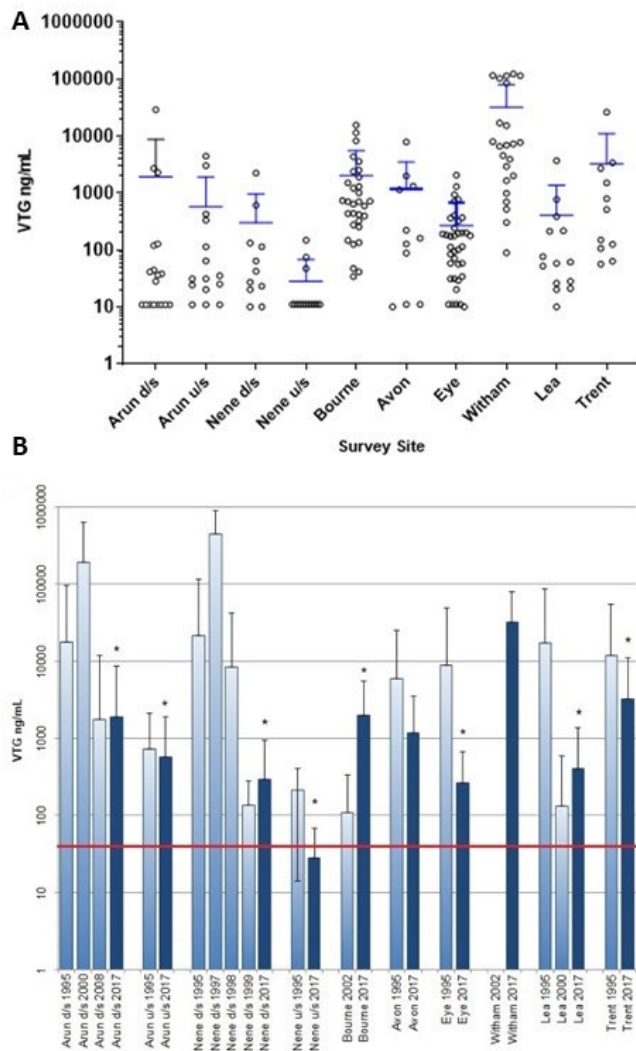 A
1000000
100000
10000
1000
100
10
1
VTG ng/mL
Arun d/s
Arun u/s
Nene d/s
Nene u/s
Bourne
Avon
Eye
Witham
Lea
Trent
Survey Site
B
1000000
100000
10000
1000
100
10
1
VTG ng/mL
* * * * * * * *
Arun d/s 1995
Arun d/s 2000
Arun d/s 2008
Arun d/s 2017
Arun u/s 1995
Arun u/s 2017
Nene d/s 1995
Nene d/s 1997
Nene d/s 1998
Nene d/s 1999
Nene d/s 2017
Nene u/s 1995
Nene u/s 2017
Bourne 2002
Bourne 2017
Avon 1995
Avon 2017
Eye 1995
Eye 2017
Witham 2002
Witham 2017
Lea 1995
Lea 2000
Lea 2017
Trent 1995
Trent 2017